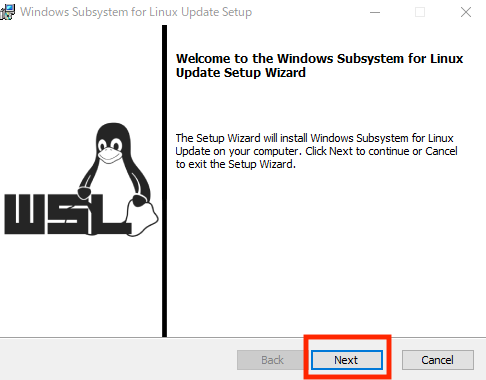 Windows Subsystem for Linux Update Setup
Welcome to the Windows Subsystem for Linux
Update Setup Wizard
The Setup Wizard will install Windows Subsystem for Linux
Update on your computer. Click Next to continue or Cancel
to exit the Setup Wizard.
WSL
Back
Next
Cancel